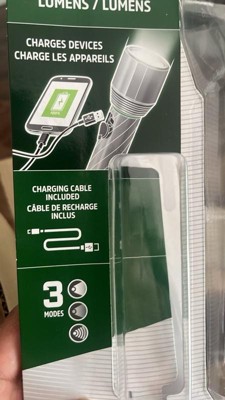 LUMENS / LUMENS
CHARGES DEVICES
CHARGE LES APPAREILS
CHARGING CABLE
INCLUDED
CÂBLE DE RECHARGE
INCLUS
3
MODES